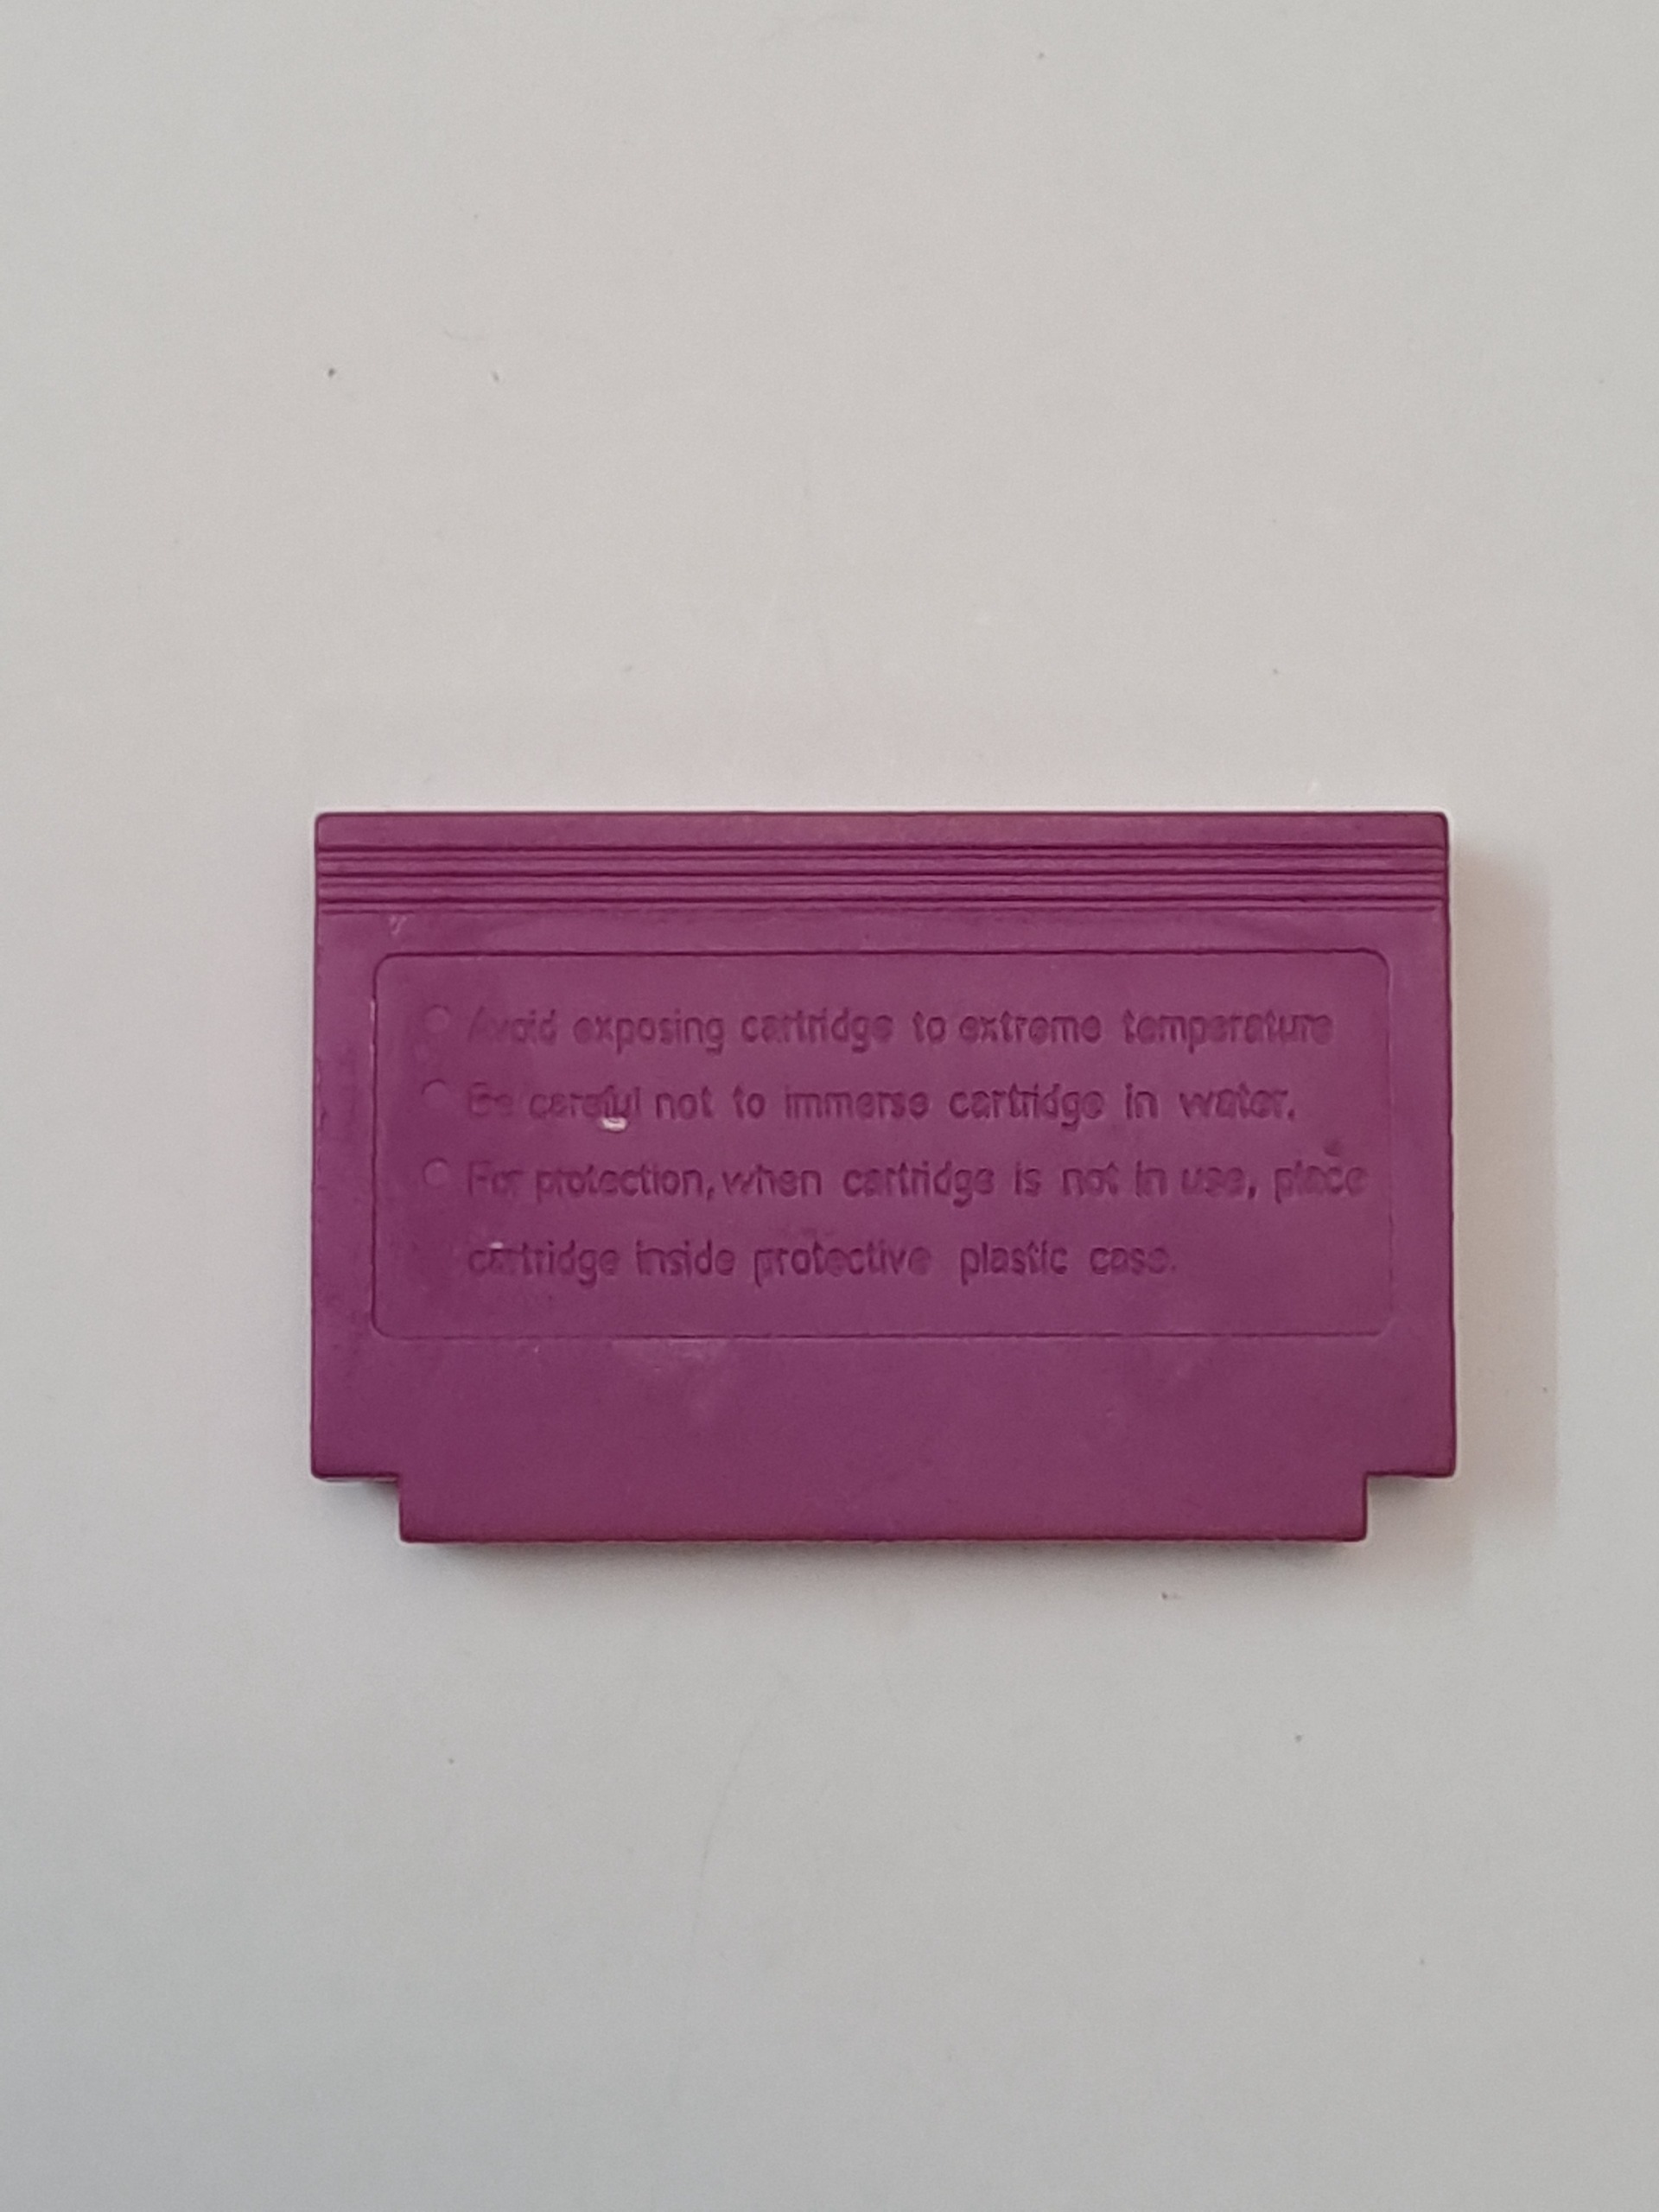 Avoid exposing cartridge to extreme temperature
Be careful not to immerse cartridge in water.
For protection, when cartridge is not in use, place
cartridge inside protective plastic case.